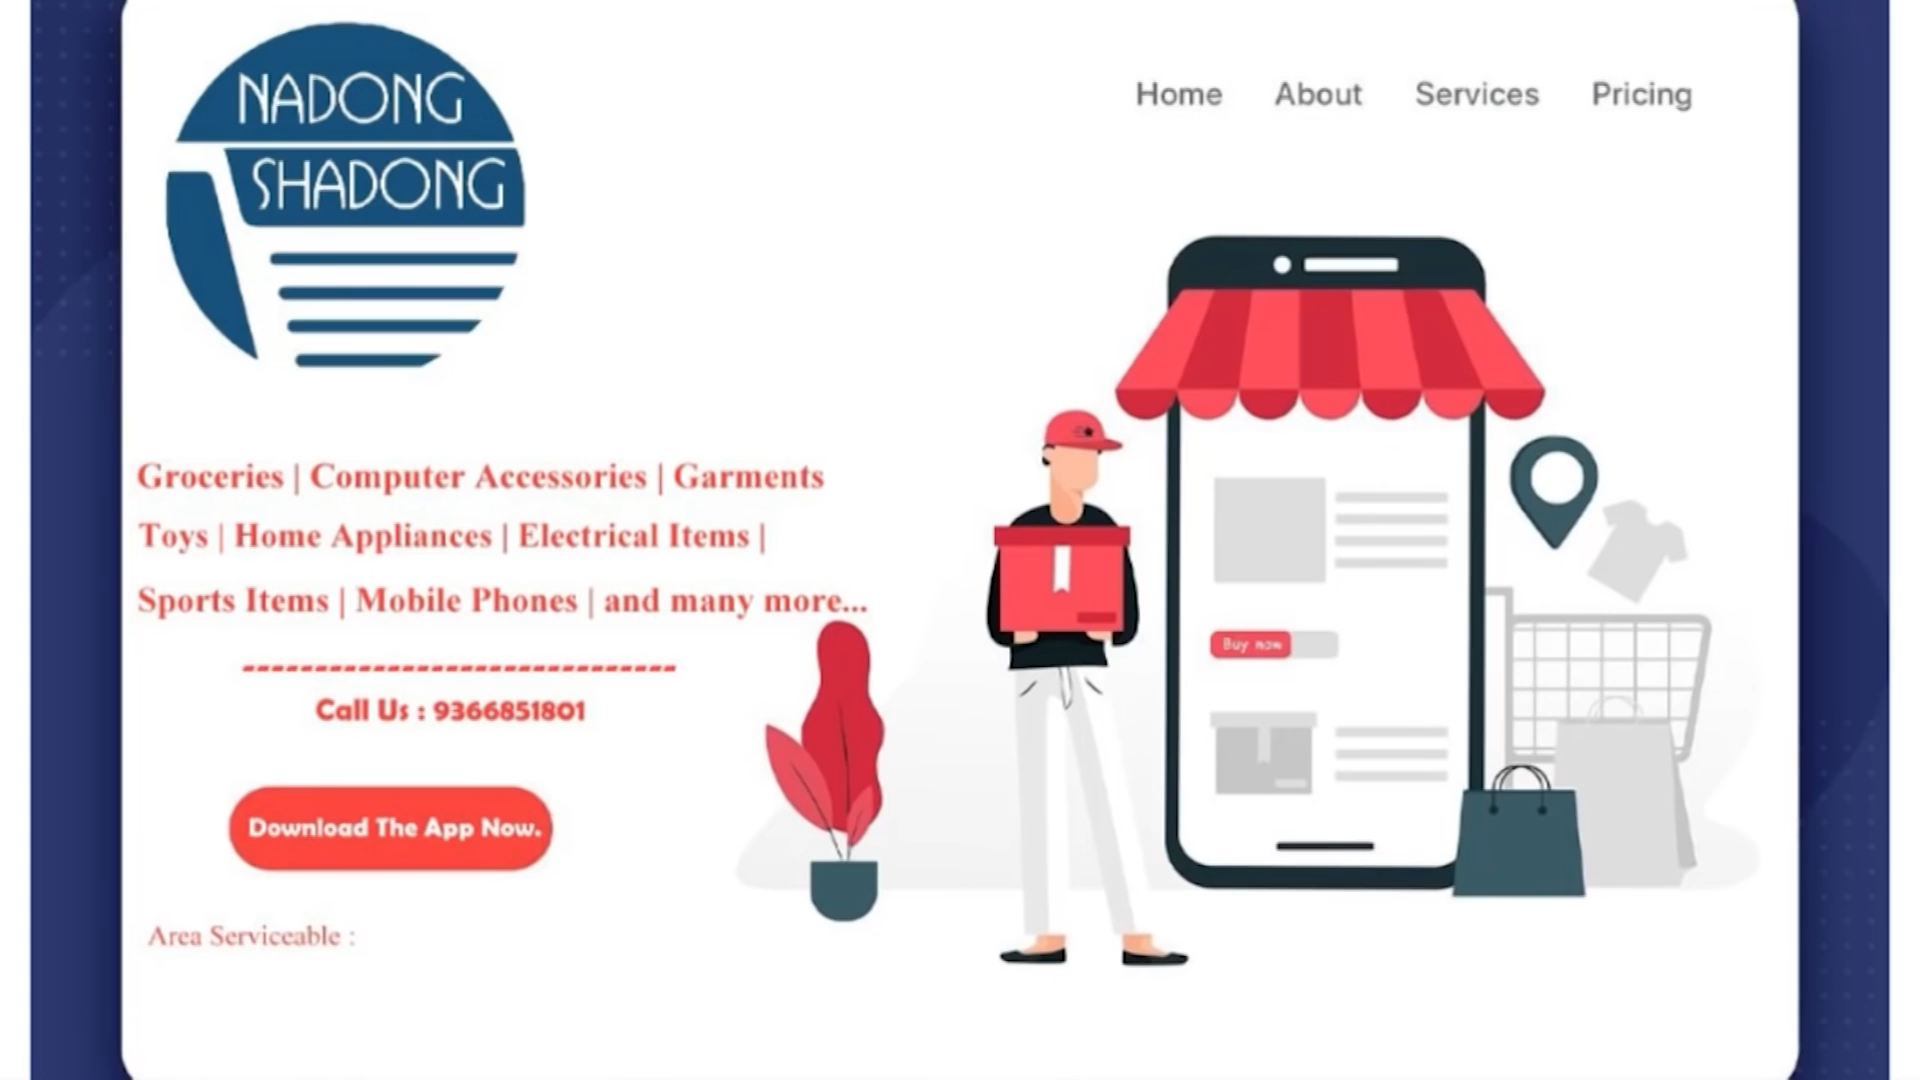 NADONG
SHADONG
Home About Services Pricing
Groceries | Computer Accessories | Garments
Toys | Home Appliances | Electrical Items |
Sports Items | Mobile Phones | and many more...
------------------------------
Call Us : 9366851801
Download The App Now.
Area Serviceable :
Buy now